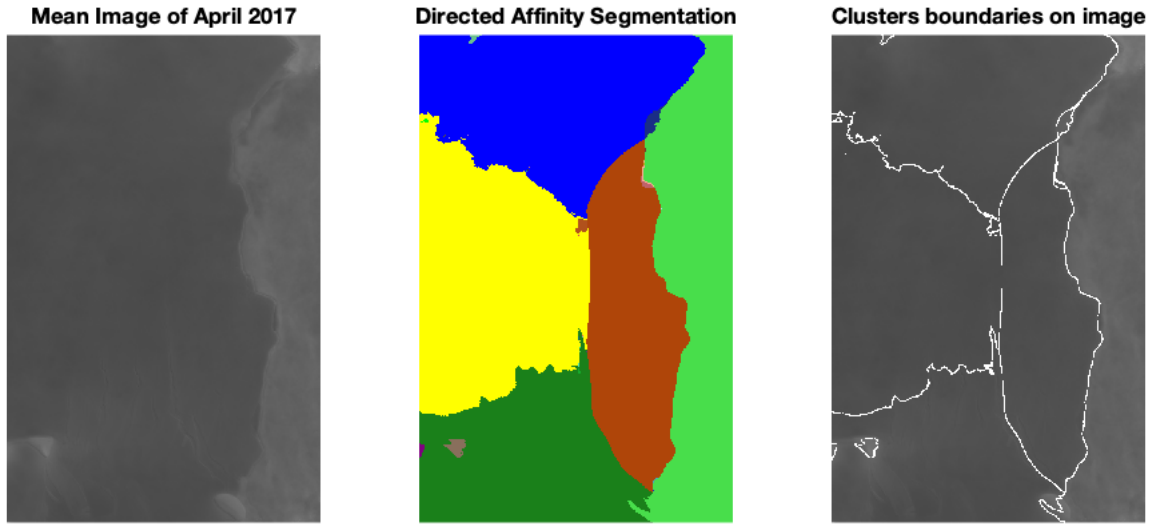 Mean Image of April 2017
Directed Affinity Segmentation
Clusters boundaries on image